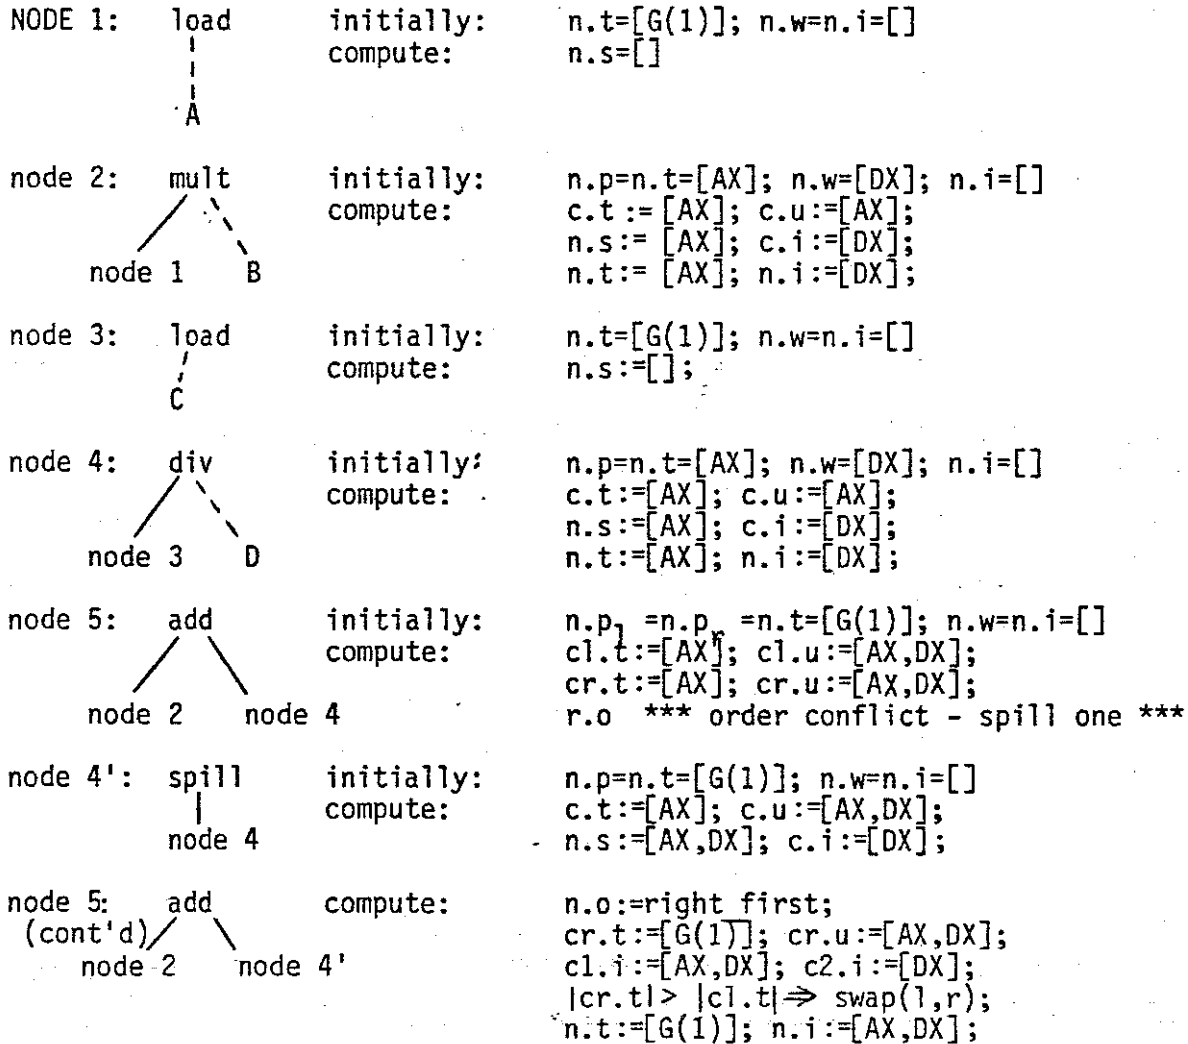 NODE 1: load initially: n.t=[G(1)]; n.w=n.i=[]
compute: n.s=[]
A
node 2: mult initially: n.p=n.t=[AX]; n.w=[DX]; n.i=[]
compute: c.t:= [AX]; c.u:=[AX];
n.s:= [AX]; c.i:=[DX];
node 1 B n.t:= [AX]; n.i:=[DX];
node 3: load initially: n.t=[G(1)]; n.w=n.i=[]
compute: n.s:=[];
C
node 4: div initially: n.p=n.t=[AX]; n.w=[DX]; n.i=[]
compute: c.t:=[AX]; c.u:=[AX];
n.s:=[AX]; c.i:=[DX];
node 3 D n.t:=[AX]; n.i:=[DX];
node 5: add initially: n.pl =n.pr =n.t=[G(1)]; n.w=n.i=[]
compute: cl.t:=[AX]; cl.u:=[AX,DX];
cr.t:=[AX]; cr.u:=[AX,DX];
node 2 node 4 r.o *** order conflict - spill one ***
node 4': spill initially: n.p=n.t=[G(1)]; n.w=n.i=[]
compute: c.t:=[AX]; c.u:=[AX,DX];
node 4 n.s:=[AX,DX]; c.i:=[DX];
node 5: add compute: n.o:=right first;
(cont'd) cr.t:=[G(1)]; cr.u:=[AX,DX];
node 2 node 4' cl.i:=[AX,DX]; c2.i:=[DX];
|cr.t|> |cl.t|⇒ swap(l,r);
n.t:=[G(1)]; n.i:=[AX,DX];